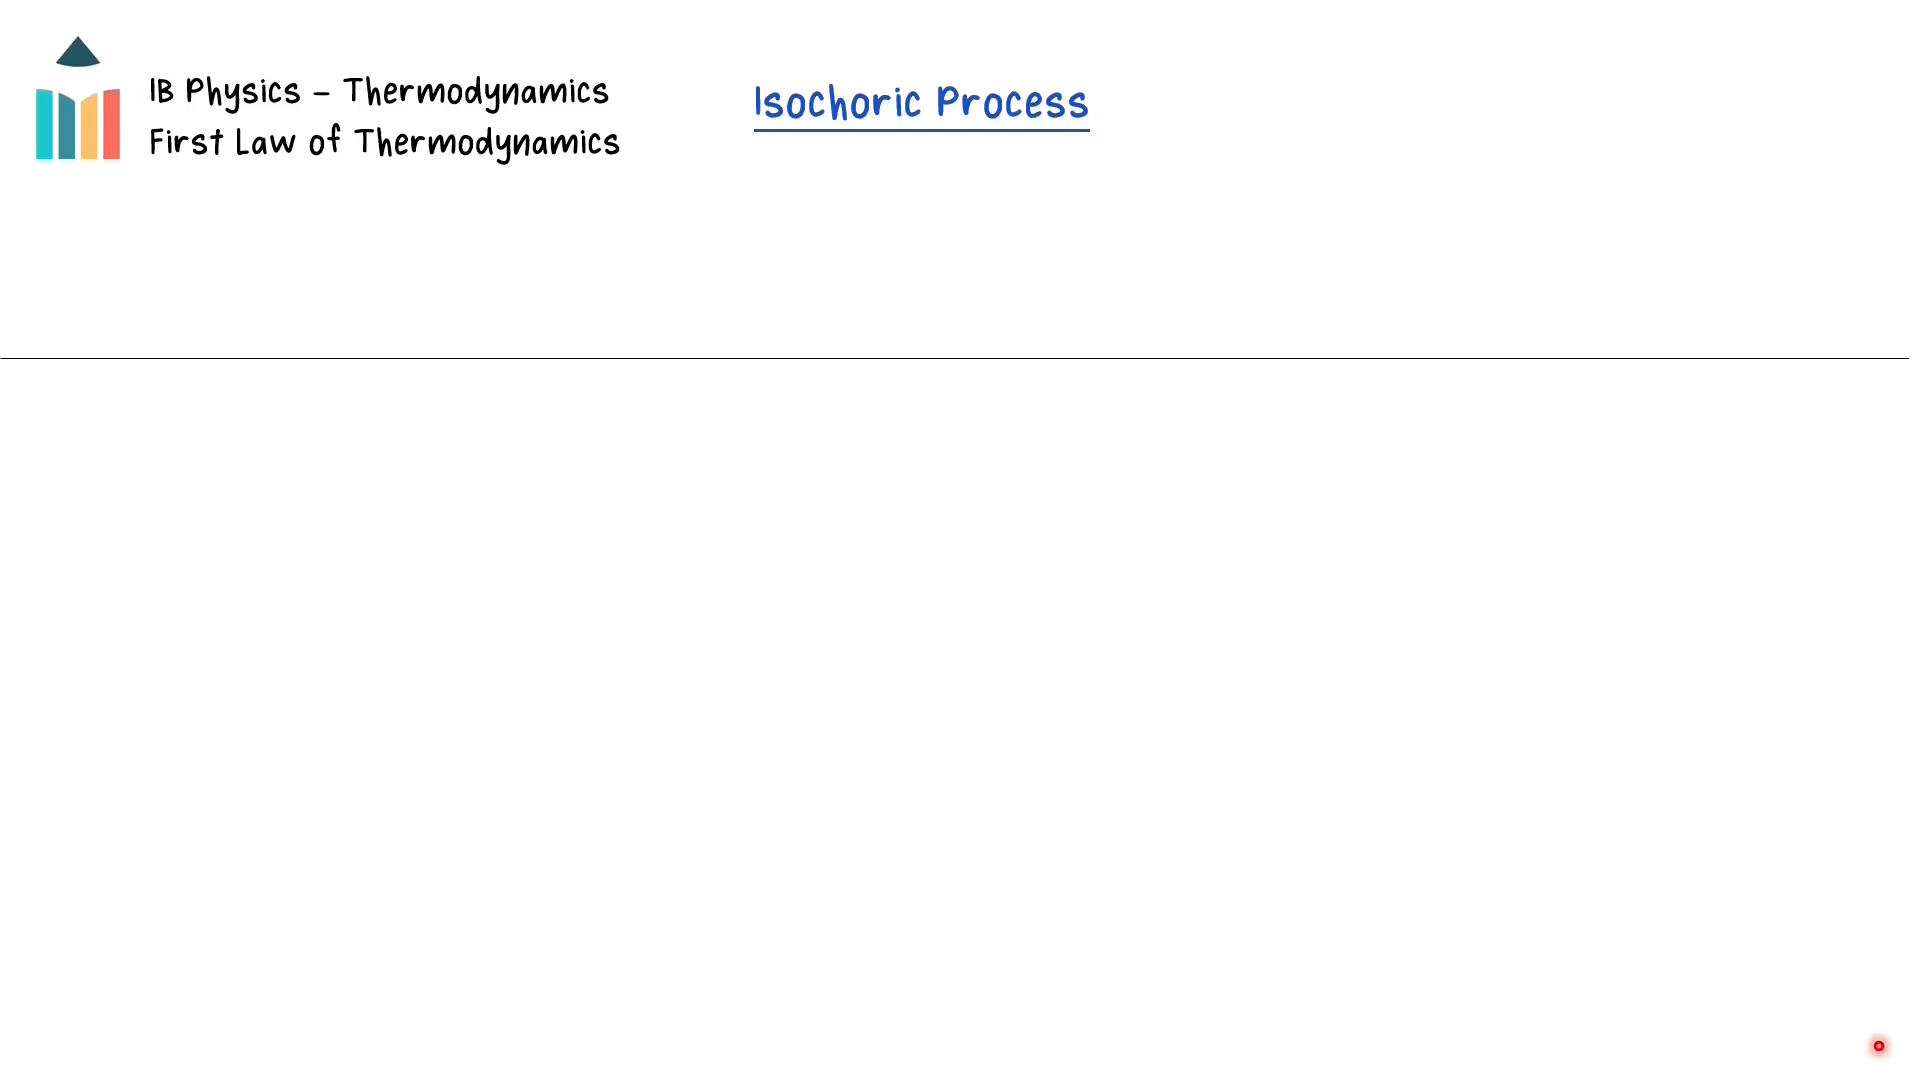 IB Physics – Thermodynamics
First Law of Thermodynamics
Isochoric Process